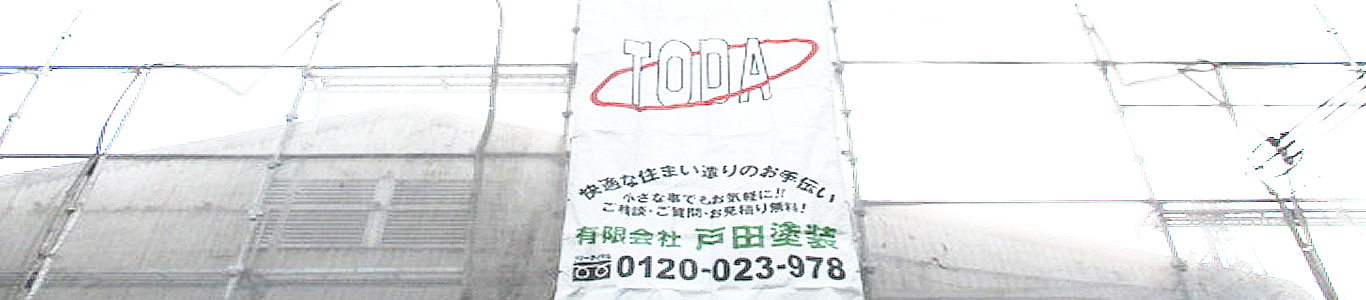 TODA
快適な住まい造りのお手伝い
小さな事でもお気軽に!!
ご相談・ご質問・お見積り無料!
有限会社 戸田塗装
0120-023-978